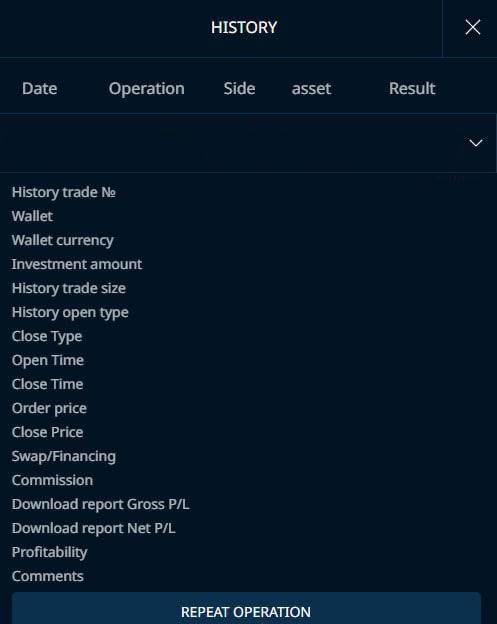 HISTORY
Date Operation Side asset Result
History trade №
Wallet
Wallet currency
Investment amount
History trade size
History open type
Close Type
Open Time
Close Time
Order price
Close Price
Swap/Financing
Commission
Download report Gross P/L
Download report Net P/L
Profitability
Comments
REPEAT OPERATION